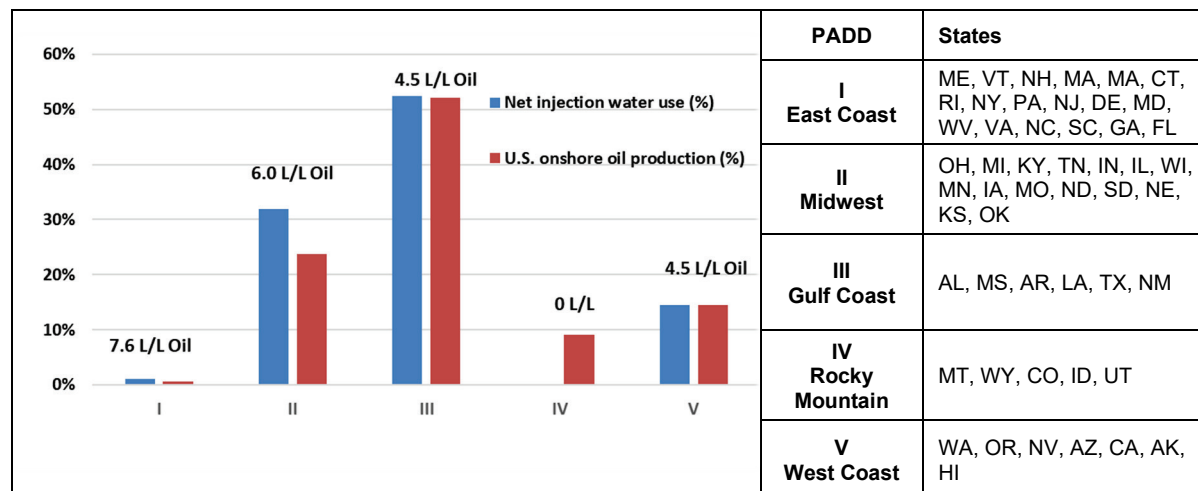 60%
50%
40%
30%
20%
10%
0%
7.6 L/L Oil
6.0 L/L Oil
4.5 L/L Oil
0 L/L
4.5 L/L Oil
Net injection water use (%)
U.S. onshore oil production (%)
I
II
III
IV
V
PADD
States
I
East Coast
ME, VT, NH, MA, MA, CT,
RI, NY, PA, NJ, DE, MD,
WV, VA, NC, SC, GA, FL
II
Midwest
OH, MI, KY, TN, IN, IL, WI,
MN, IA, MO, ND, SD, NE,
KS, OK
III
Gulf Coast
AL, MS, AR, LA, TX, NM
IV
Rocky
Mountain
MT, WY, CO, ID, UT
V
West Coast
WA, OR, NV, AZ, CA, AK,
HI